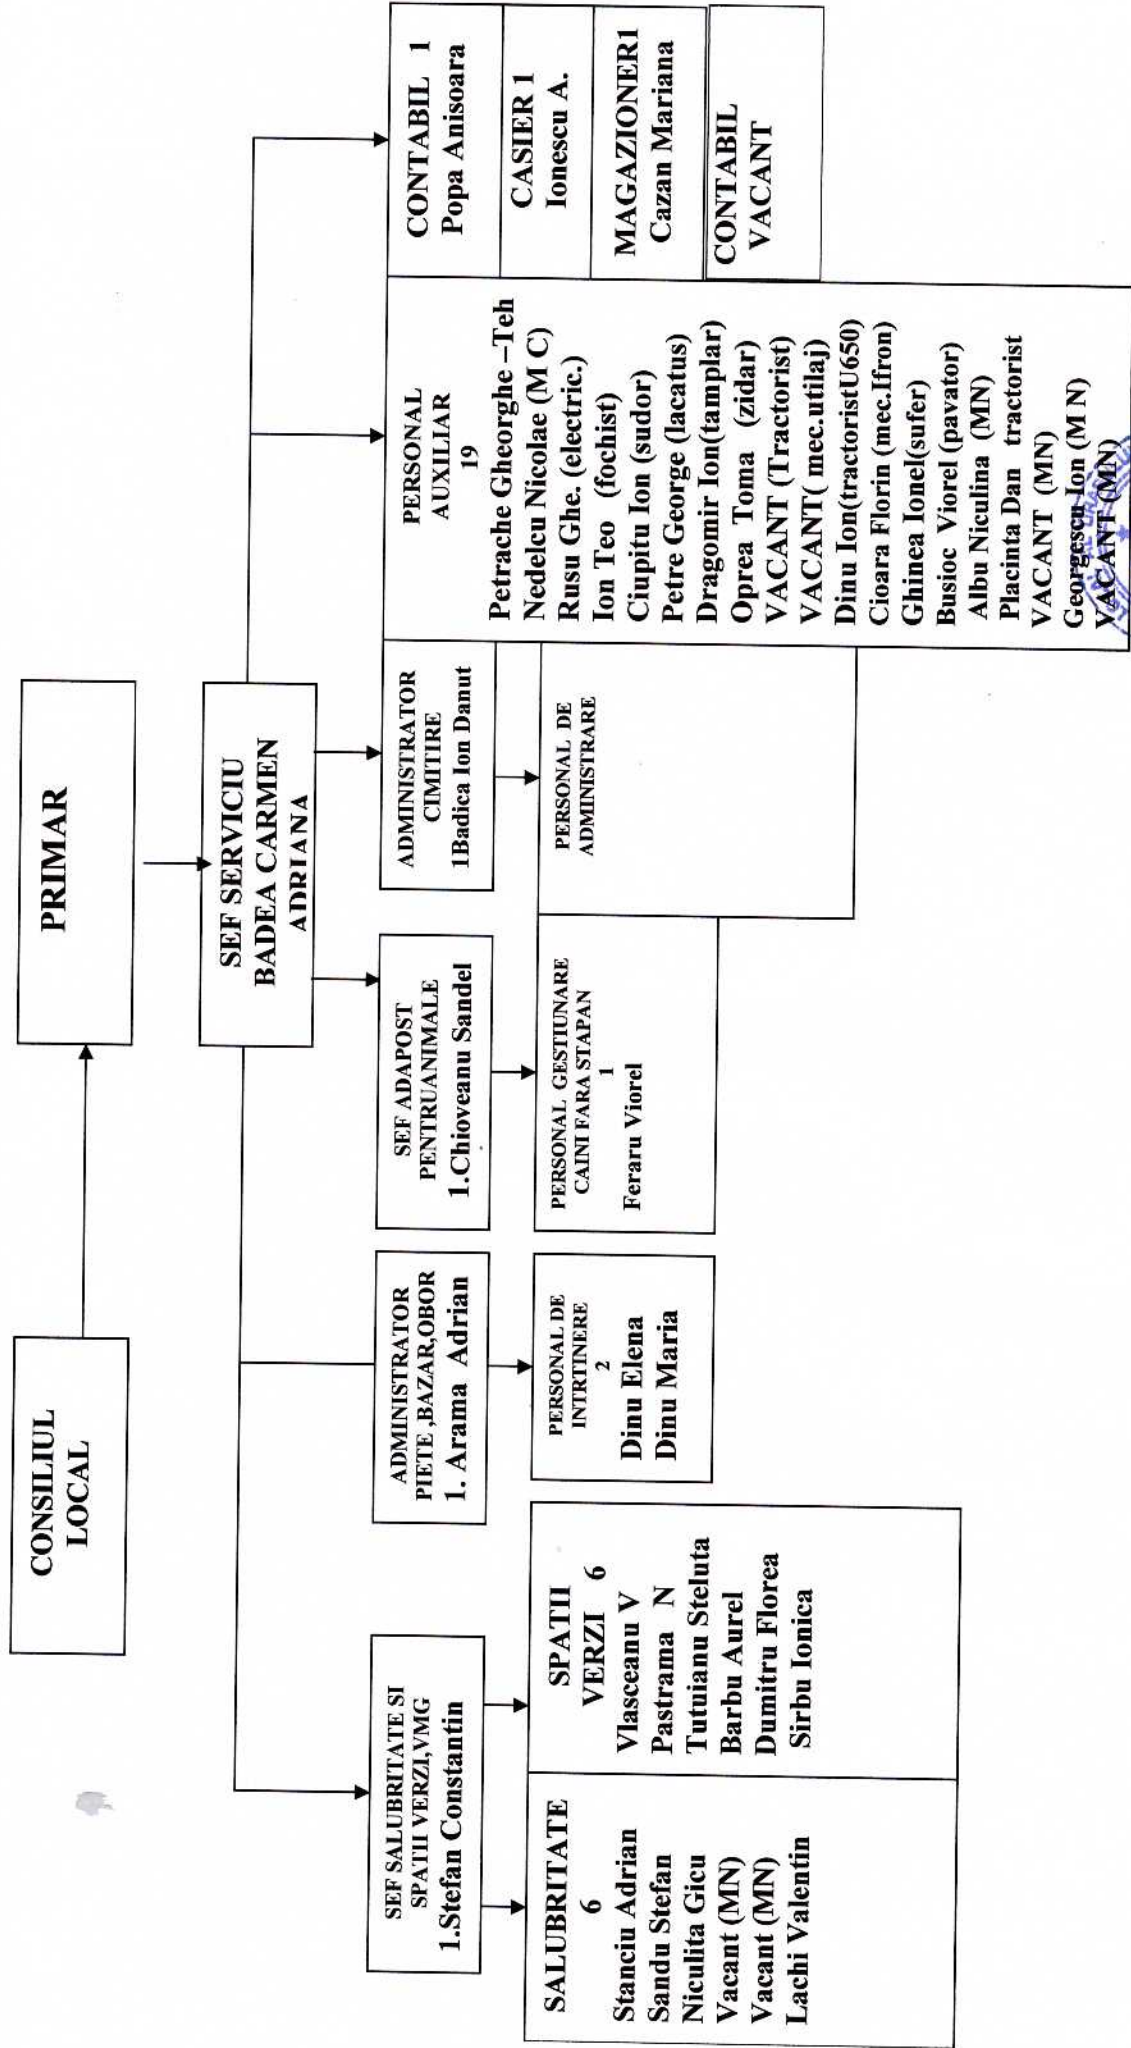 CONSILIUL
LOCAL
PRIMAR
SEF SERVICIU
BADEA CARMEN
ADRIANA
SEF SALUBRITATE SI
SPATII VERZI,VMG
1.Stefan Constantin
ADMINISTRATOR
PIETE ,BAZAR,OBOR
1. Arama Adrian
SEF ADAPOST
PENTRUANIMALE
1.Chioveanu Sandel
ADMINISTRATOR
CIMITIRE
1Badica Ion Danut
PERSONAL
AUXILIAR
19
Petrache Gheorghe –Teh
Nedelcu Nicolae (M C)
Rusu Ghe. (electric.)
Ion Teo (fochist)
Ciupitu Ion (sudor)
Petre George (lacatus)
Dragomir Ion(tamplar)
Oprea Toma (zidar)
VACANT (Tractorist)
VACANT( mec.utilaj)
Dinu Ion(tractoristU650)
Cioara Florin (mec.Ifron)
Ghinea Ionel(sufer)
Busioc Viorel (pavator)
Albu Niculina (MN)
Placinta Dan tractorist
VACANT (MN)
Georgescu Ion (M N)
VACANT (MN)
CONTABIL 1
Popa Anisoara
CASIER 1
Ionescu A.
MAGAZIONER1
Cazan Mariana
CONTABIL
VACANT
SALUBRITATE
6
Stanciu Adrian
Sandu Stefan
Niculita Gicu
Vacant (MN)
Vacant (MN)
Lachi Valentin
SPATII
VERZI 6
Vlasceanu V
Pastrama N
Tutuianu Steluta
Barbu Aurel
Dumitru Florea
Sirbu Ionica
PERSONAL DE
INTRTINERE
2
Dinu Elena
Dinu Maria
PERSONAL GESTIUNARE
CAINI FARA STAPAN
1
Feraru Viorel
PERSONAL DE
ADMINISTRARE